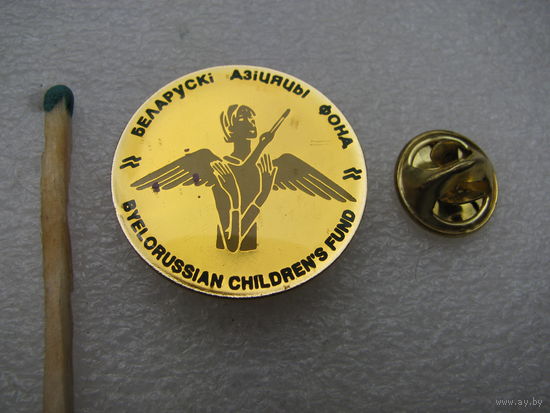 БЕЛАРУСКі ДЗіЦЯЧЫ ФОНД
BYELORUSSIAN CHILDREN'S FUND
www.ay.by